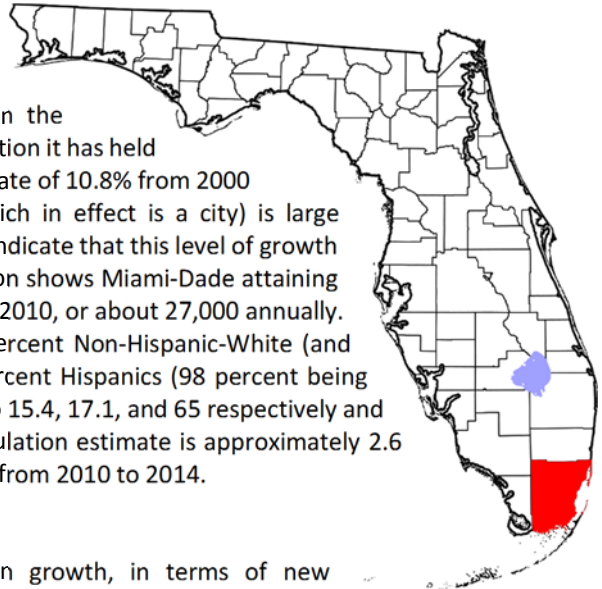 n the
tion it has held
ate of 10.8% from 2000
ich in effect is a city) is large
ndicate that this level of growth
on shows Miami-Dade attaining
2010, or about 27,000 annually.
ercent Non-Hispanic-White (and
rcent Hispanics (98 percent being
15.4, 17.1, and 65 respectively and
ulation estimate is approximately 2.6
from 2010 to 2014.
n growth, in terms of new